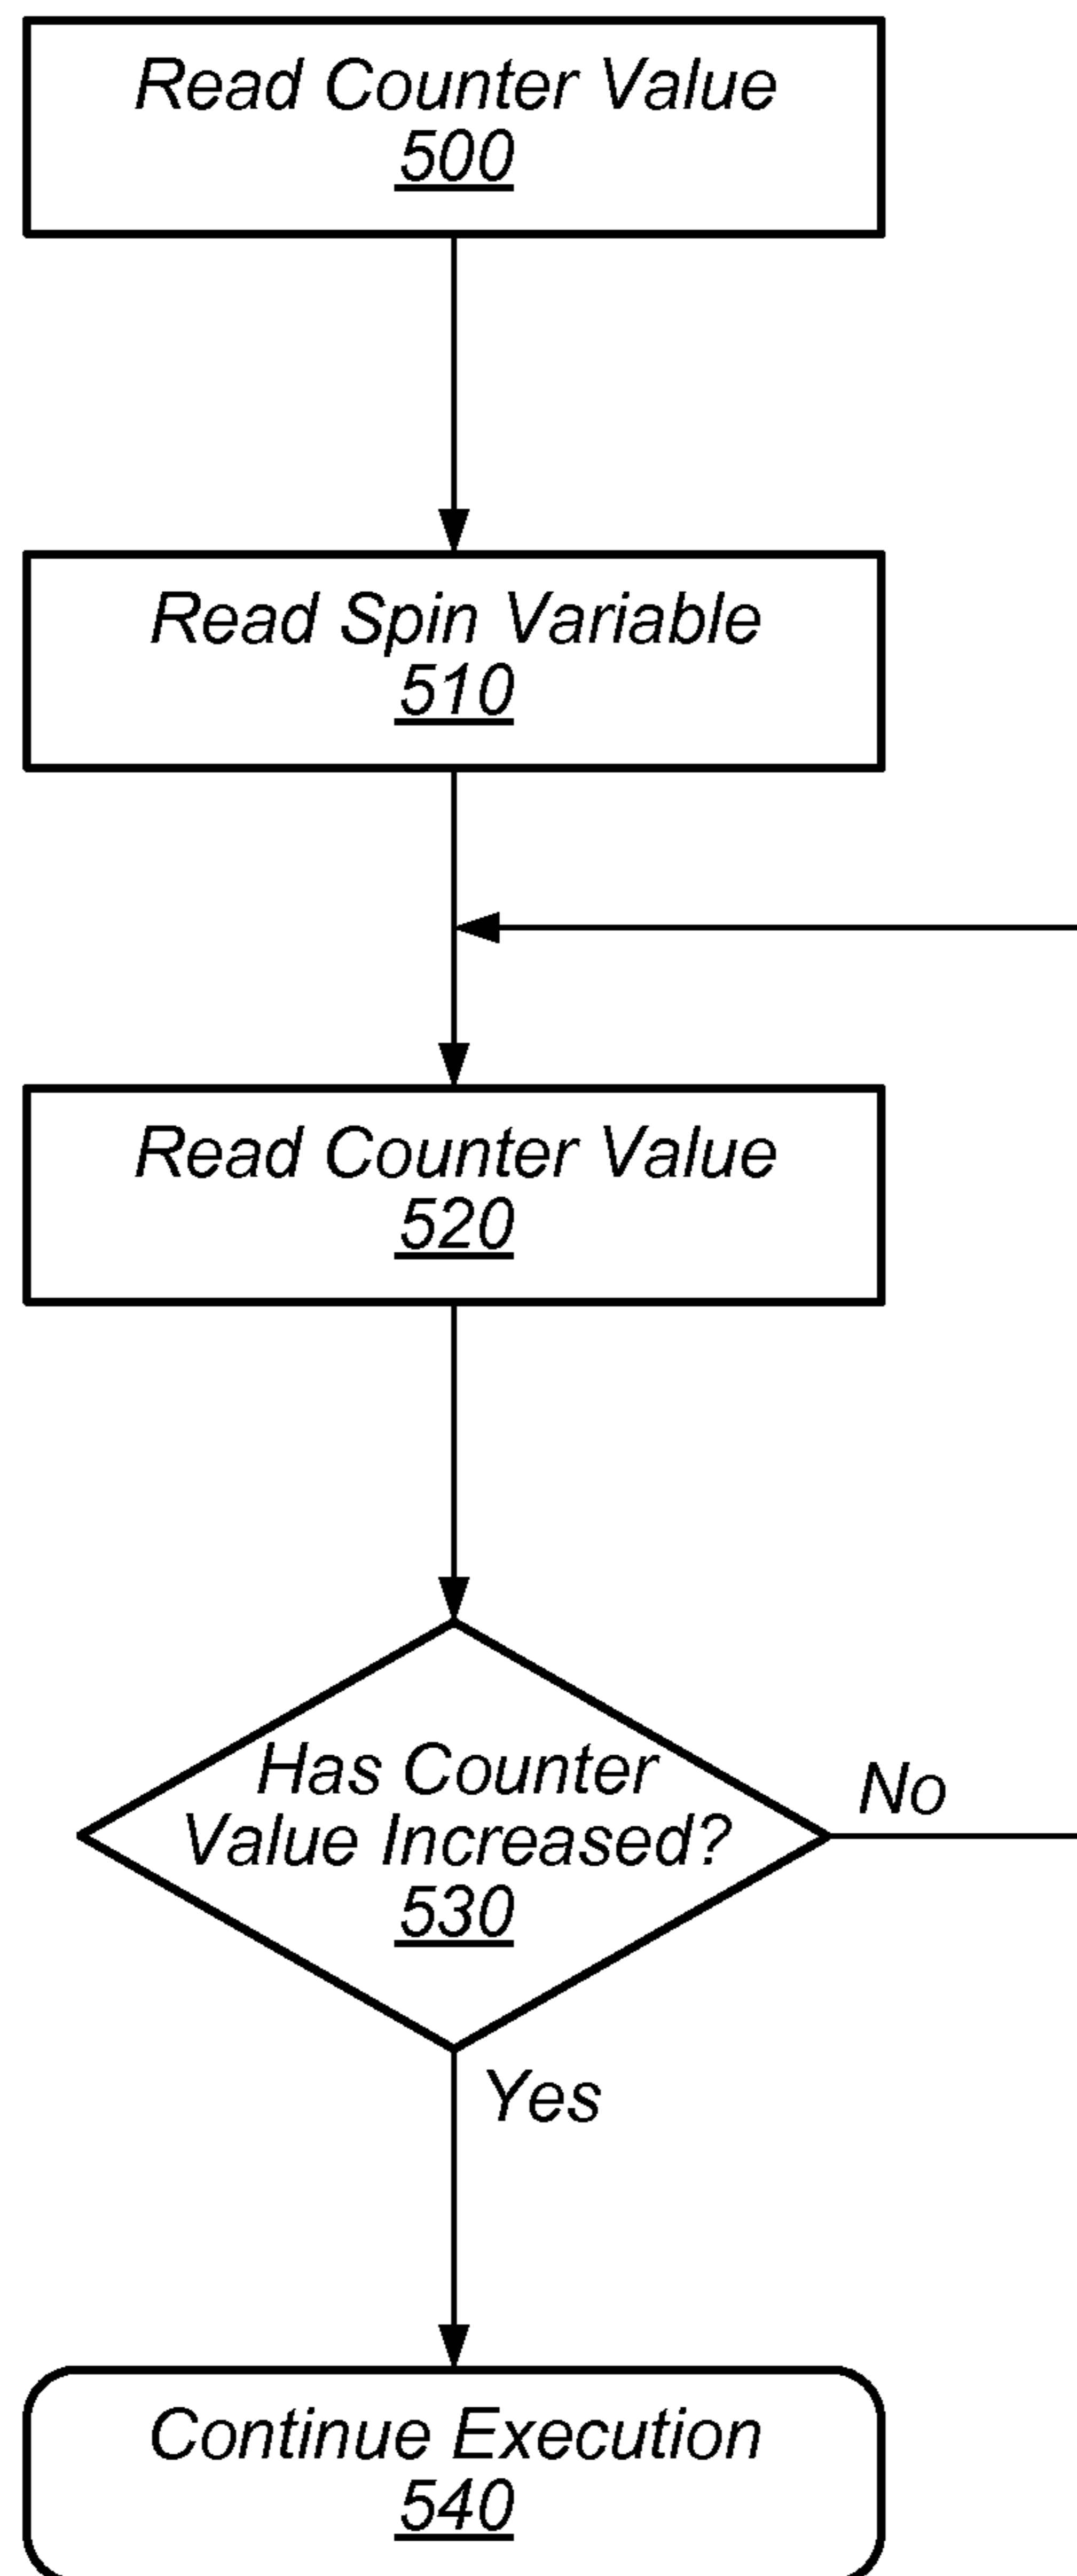 Read Counter Value
500
Read Spin Variable
510
Read Counter Value
520
Has Counter
Value Increased?
530
No
Yes
Continue Execution
540